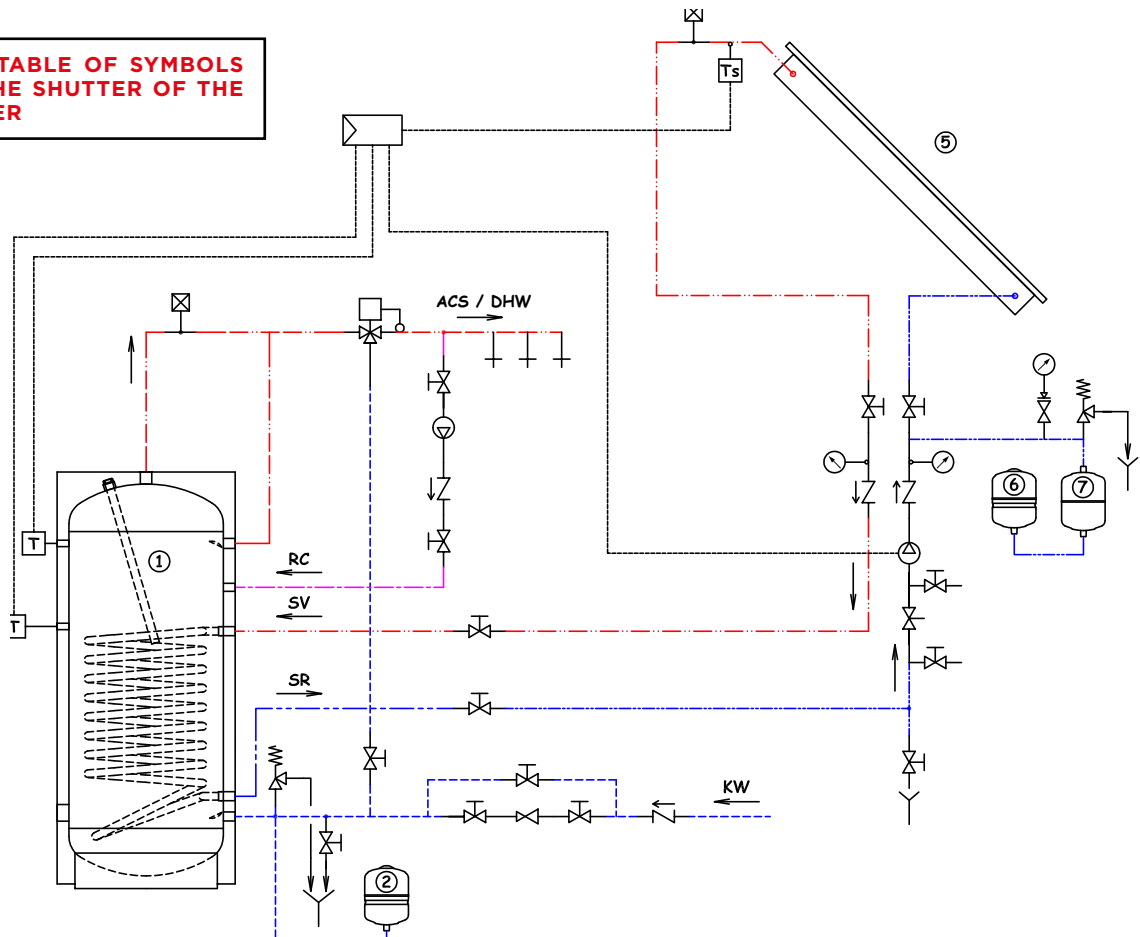 TABLE OF SYMBOLS
HE SHUTTER OF THE
ER
Ts
5
ACS / DHW
6
7
T
1
RC
SV
T
SR
KW
2